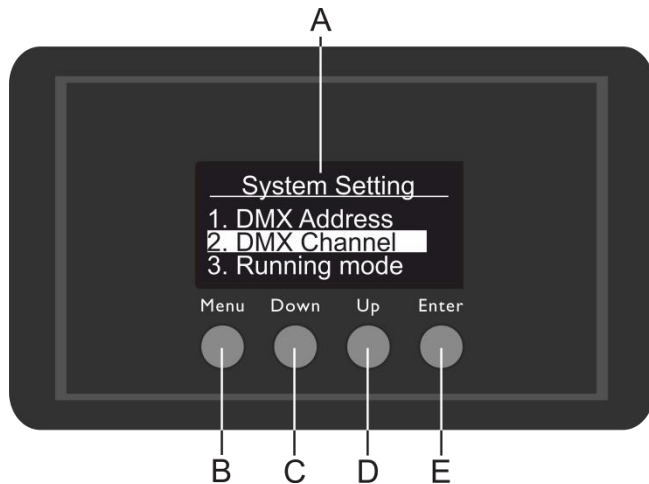 A
System Setting
1. DMX Address
2. DMX Channel
3. Running mode
Menu Down Up Enter
B C D E